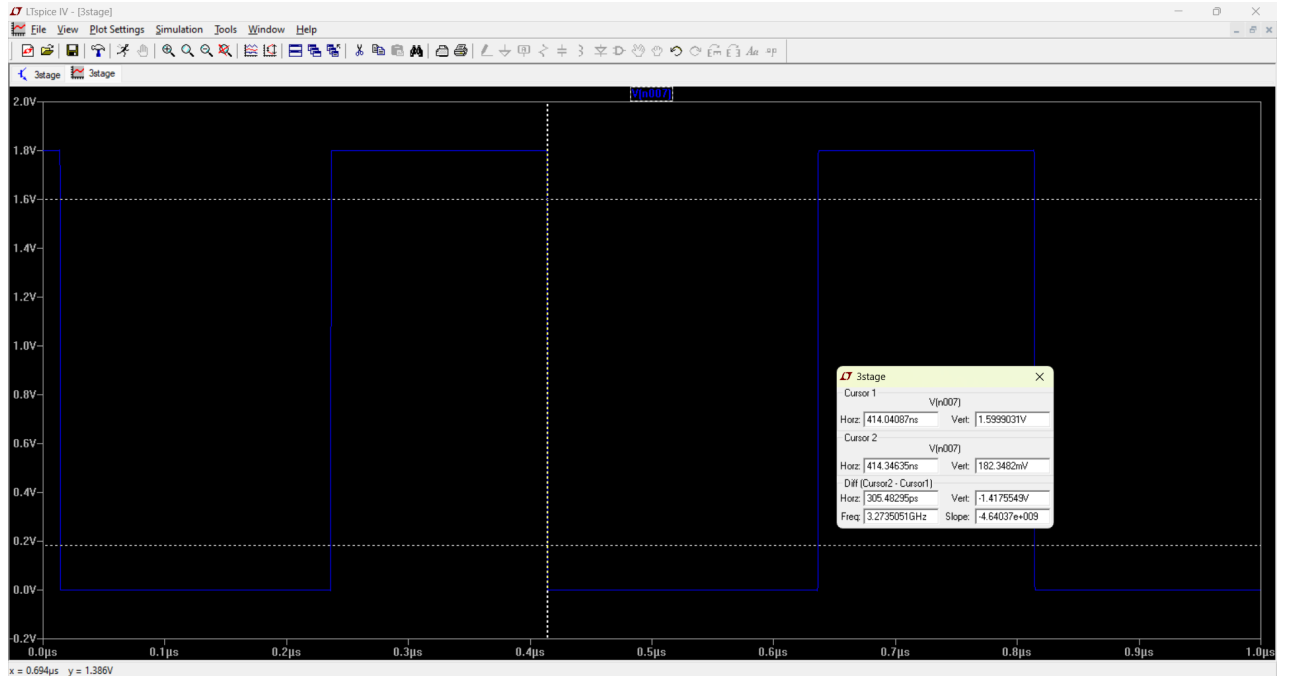 LTspice IV - [3stage]
File View Plot Settings Simulation Tools Window Help
3stage 3stage
V(n007)
2.0V
1.8V
1.6V
1.4V
1.2V
1.0V
0.8V
0.6V
0.4V
0.2V
0.0V
-0.2V
0.0µs 0.1µs 0.2µs 0.3µs 0.4µs 0.5µs 0.6µs 0.7µs 0.8µs 0.9µs 1.0µs
3stage
Cursor 1
V(n007)
Horz: 414.04087ns Vert: 1.5999031V
Cursor 2
V(n007)
Horz: 414.34635ns Vert: 182.3482mV
Diff (Cursor2 - Cursor1)
Horz: 305.48295ps Vert: -1.4175549V
Freq: 3.2735051GHz Slope: -4.64037e+009
x = 0.694µs y = 1.386V